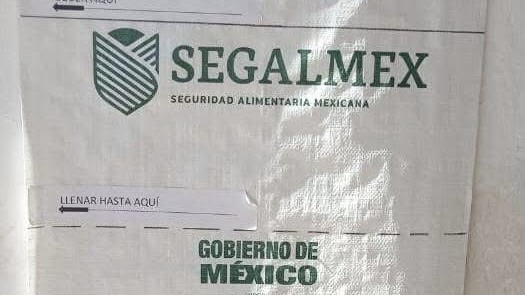 SEGALMEX
SEGURIDAD ALIMENTARIA MEXICANA
LLENAR HASTA AQUÍ
GOBIERNO DE
MÉXICO